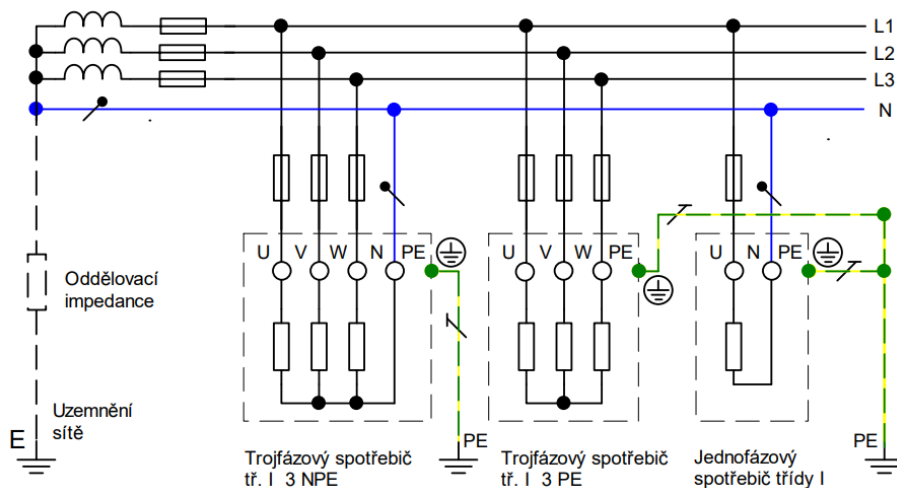 L1
L2
L3
N
U V W N PE
U V W PE
U N PE
Oddělovací
impedance
Uzemnění
sítě
E
PE
PE
Trojfázový spotřebič
tř. I 3 NPE
Trojfázový spotřebič
tř. I 3 PE
Jednofázový
spotřebič třídy I